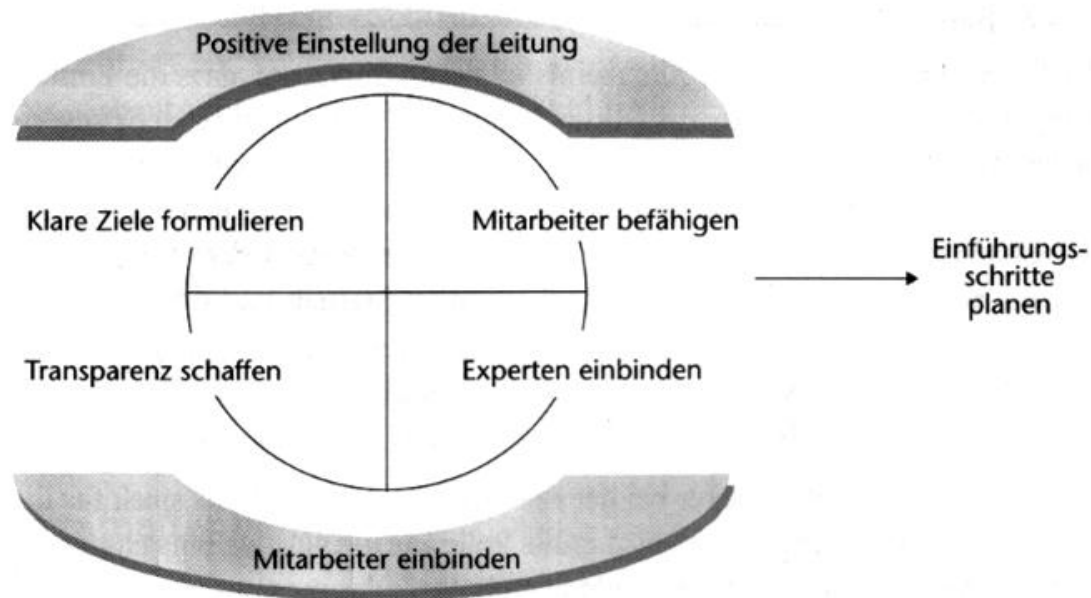 Positive Einstellung der Leitung
Klare Ziele formulieren
Mitarbeiter befähigen
Einführungs-
schritte
planen
Transparenz schaffen
Experten einbinden
Mitarbeiter einbinden